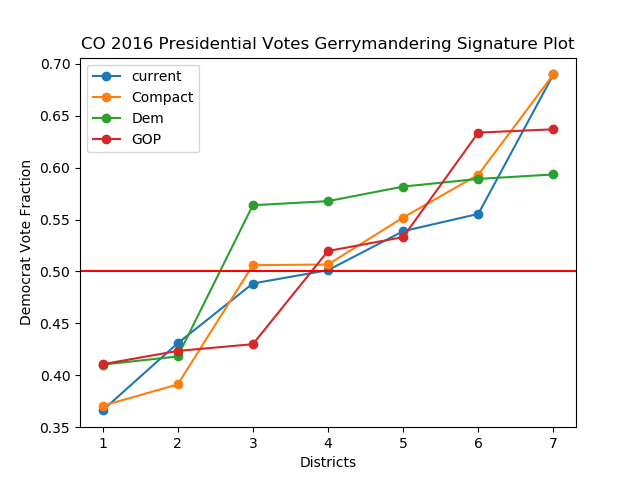 CO 2016 Presidential Votes Gerrymandering Signature Plot
current
Compact
Dem
GOP
0.70
0.65
0.60
0.55
0.50
0.45
0.40
0.35
Democrat Vote Fraction
1 2 3 4 5 6 7
Districts